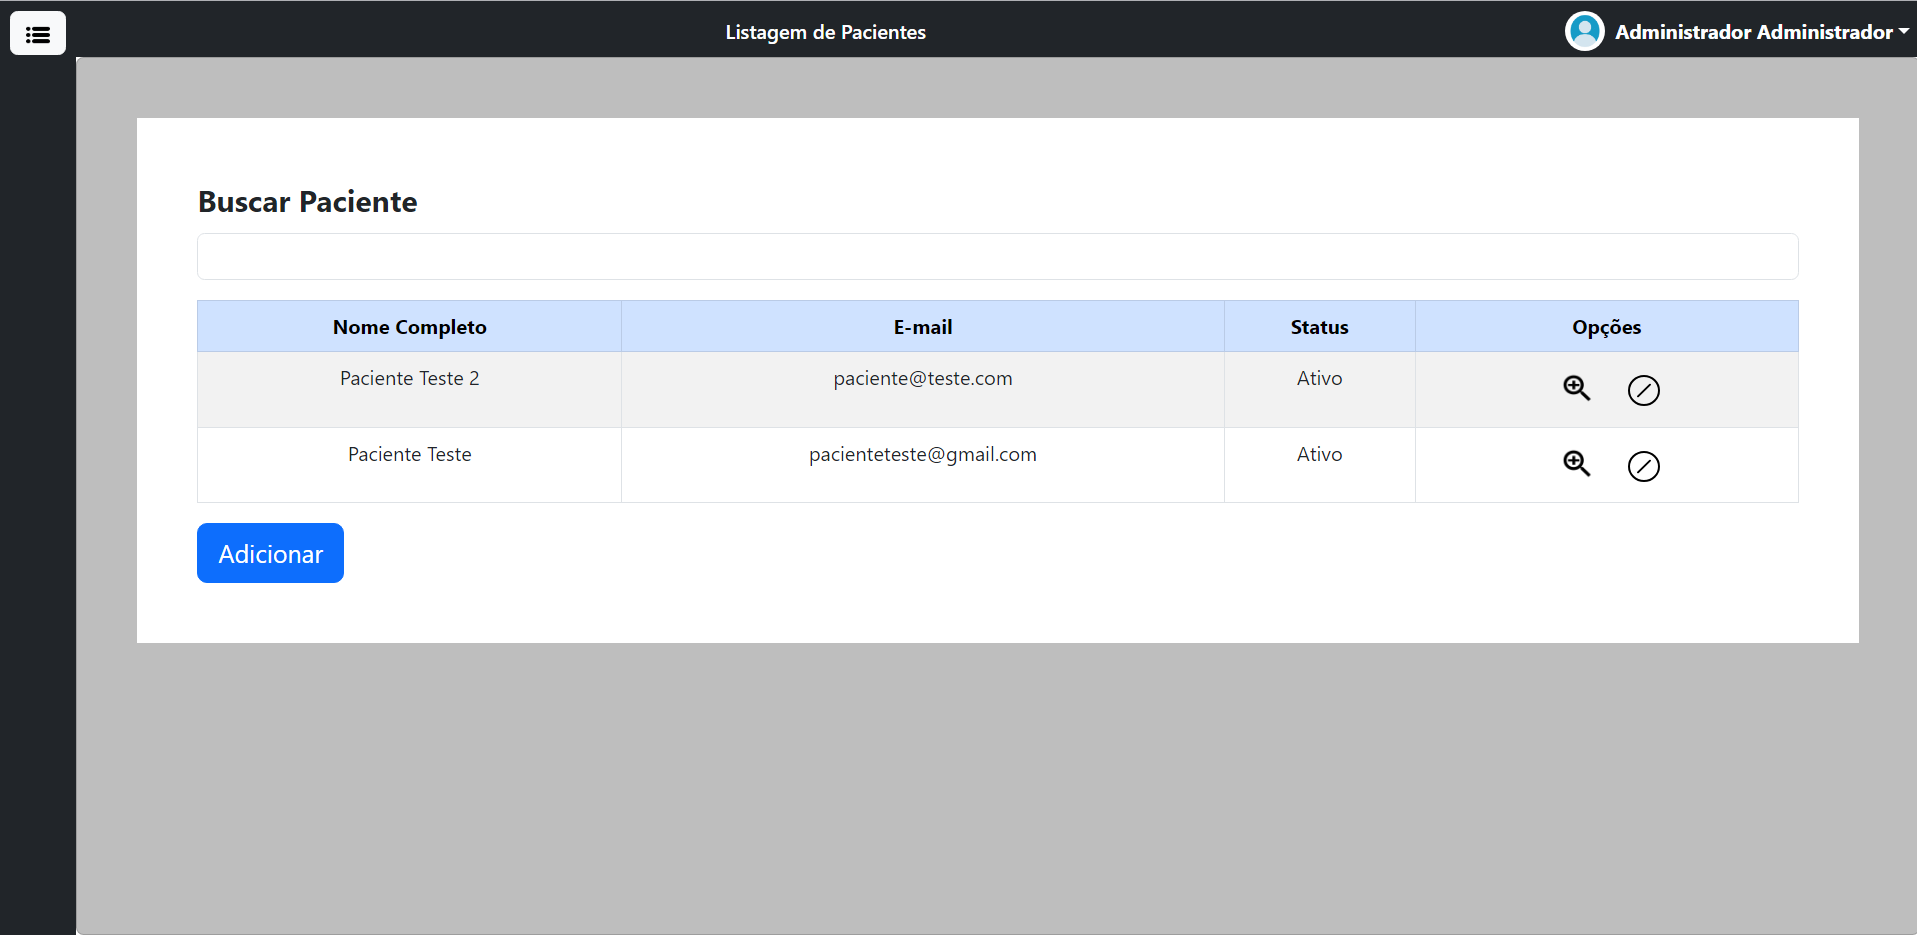 Listagem de Pacientes
Administrador Administrador
Buscar Paciente
Nome Completo E-mail Status Opções
Paciente Teste 2 paciente@teste.com Ativo
Paciente Teste pacienteteste@gmail.com Ativo
Adicionar